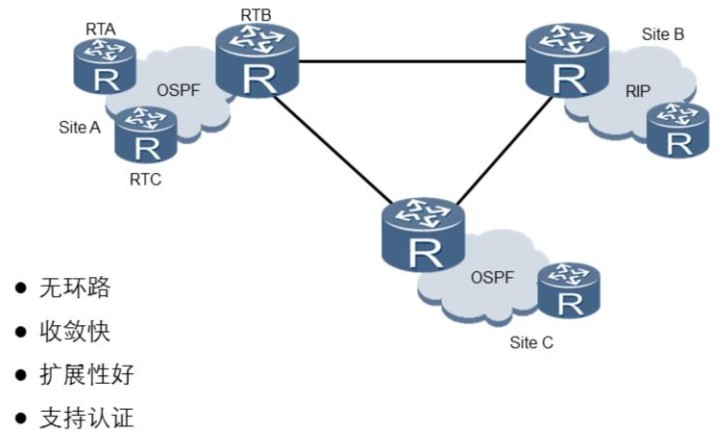 RTB
RTA
Site B
R
R
R
OSPF
RIP
Site A
R
R
RTC
R
OSPF
R
Site C
● 无环路
● 收敛快
● 扩展性好
● 支持认证